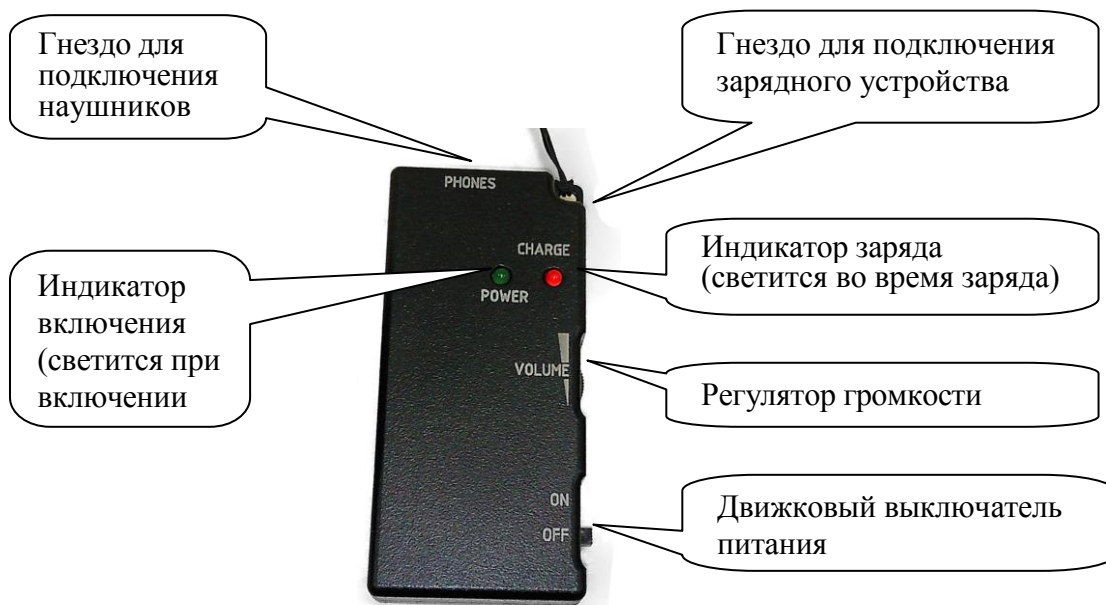 Гнездо для
подключения
наушников
Гнездо для подключения
зарядного устройства
PHONES
CHARGE
POWER
Индикатор
включения
(светится при
включении
Индикатор заряда
(светится во время заряда)
VOLUME
Регулятор громкости
ON
OFF
Движковый выключатель
питания